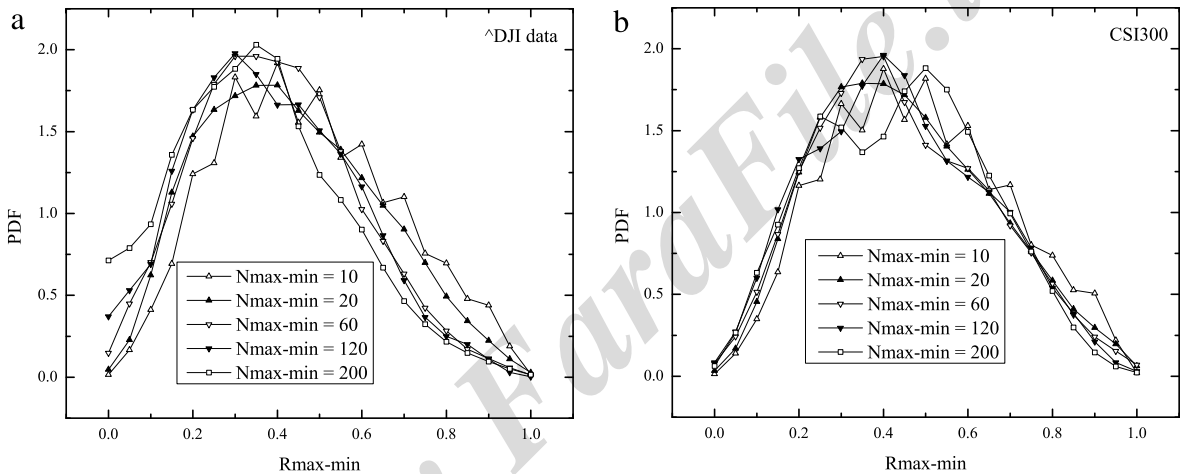 a
^DJI data
PDF
2.0
1.5
1.0
0.5
0.0
Nmax-min = 10
Nmax-min = 20
Nmax-min = 60
Nmax-min = 120
Nmax-min = 200
0.0 0.2 0.4 0.6 0.8 1.0
Rmax-min
b
CSI300
PDF
2.0
1.5
1.0
0.5
0.0
Nmax-min = 10
Nmax-min = 20
Nmax-min = 60
Nmax-min = 120
Nmax-min = 200
0.0 0.2 0.4 0.6 0.8 1.0
Rmax-min
FaraFile.